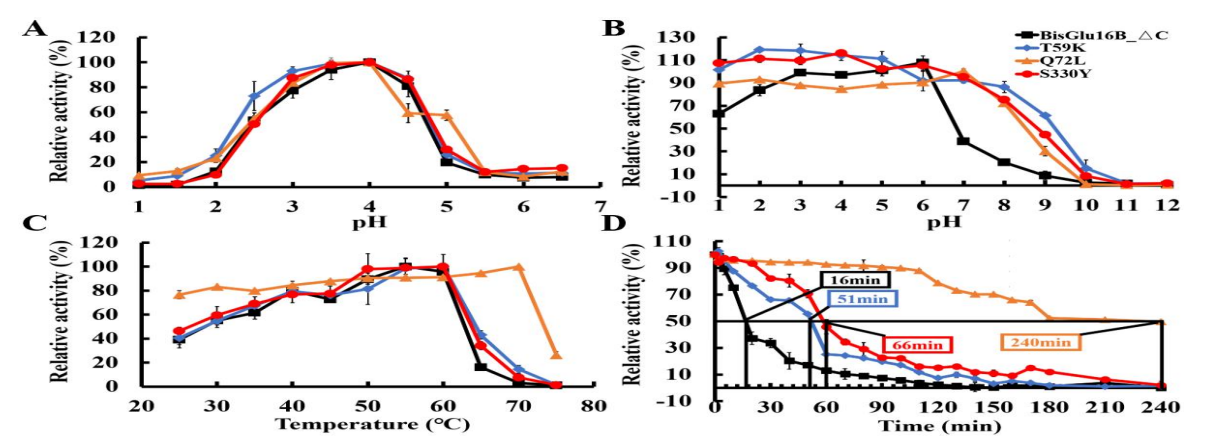 A
Relative activity (%)
120
100
80
60
40
20
0
1 2 3 4 5 6 7
pH
B
Relative activity (%)
130
110
90
70
50
30
10
-10
1 2 3 4 5 6 7 8 9 10 11 12
pH
BisGlu16B_△C
T59K
Q72L
S330Y
C
Relative activity (%)
120
100
80
60
40
20
0
20 30 40 50 60 70 80
Temperature (°C)
D
Relative activity (%)
110
90
70
50
30
10
-10
0 30 60 90 120 150 180 210 240
Time (min)
16min
51min
66min
240min